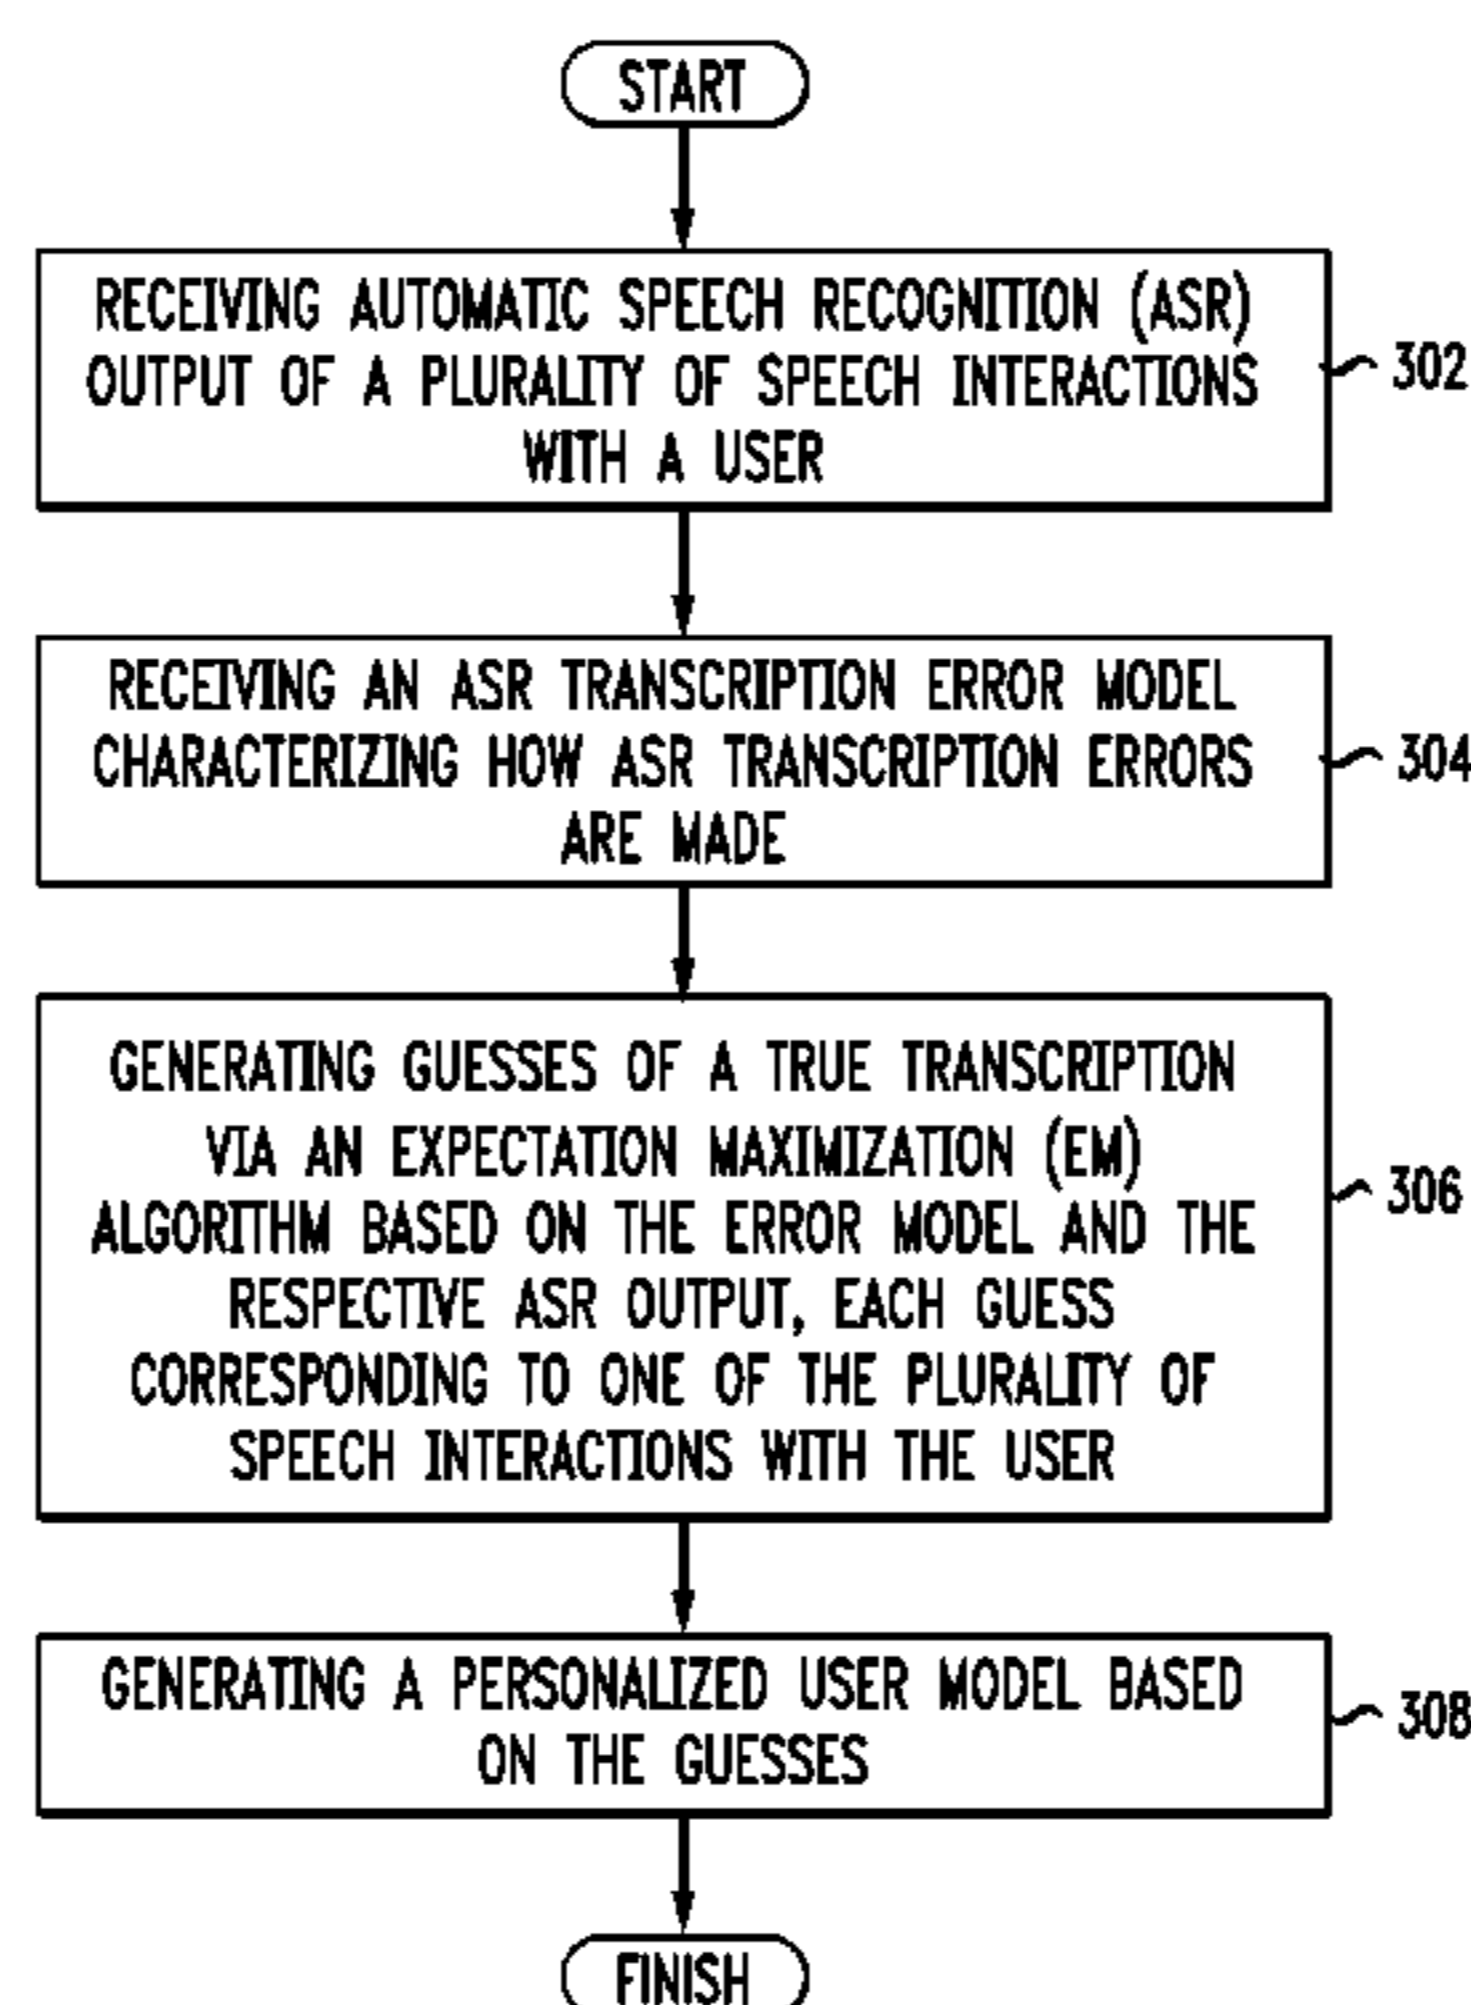 START
RECEIVING AUTOMATIC SPEECH RECOGNITION (ASR)
OUTPUT OF A PLURALITY OF SPEECH INTERACTIONS
WITH A USER
302
RECEIVING AN ASR TRANSCRIPTION ERROR MODEL
CHARACTERIZING HOW ASR TRANSCRIPTION ERRORS
ARE MADE
304
GENERATING GUESSES OF A TRUE TRANSCRIPTION
VIA AN EXPECTATION MAXIMIZATION (EM)
ALGORITHM BASED ON THE ERROR MODEL AND THE
RESPECTIVE ASR OUTPUT, EACH GUESS
CORRESPONDING TO ONE OF THE PLURALITY OF
SPEECH INTERACTIONS WITH THE USER
306
GENERATING A PERSONALIZED USER MODEL BASED
ON THE GUESSES
308
FINISH